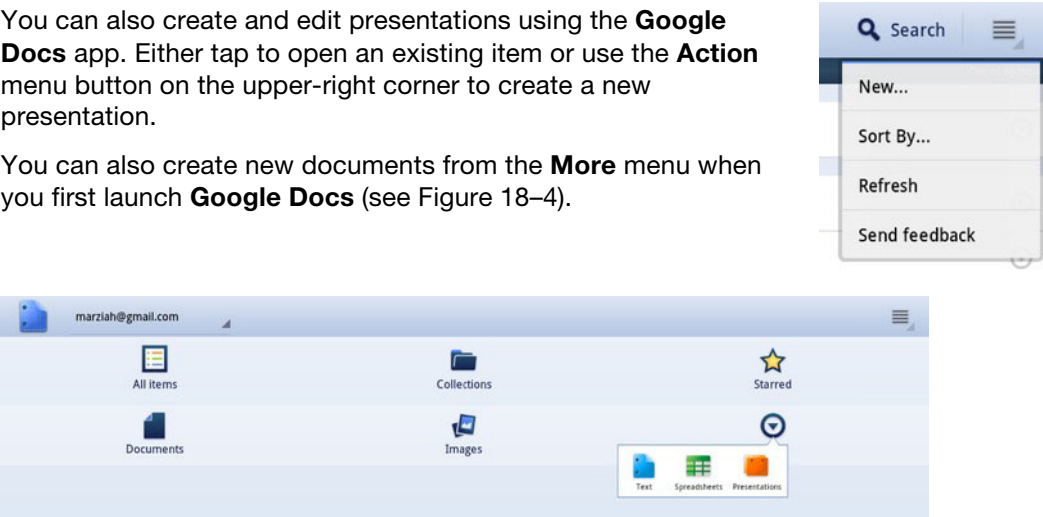 You can also create and edit presentations using the Google
Docs app. Either tap to open an existing item or use the Action
menu button on the upper-right corner to create a new
presentation.
You can also create new documents from the More menu when
you first launch Google Docs (see Figure 18–4).
Search
New...
Sort By...
Refresh
Send feedback
marziah@gmail.com
All items
Collections
Starred
Documents
Images
Text
Spreadsheets
Presentations